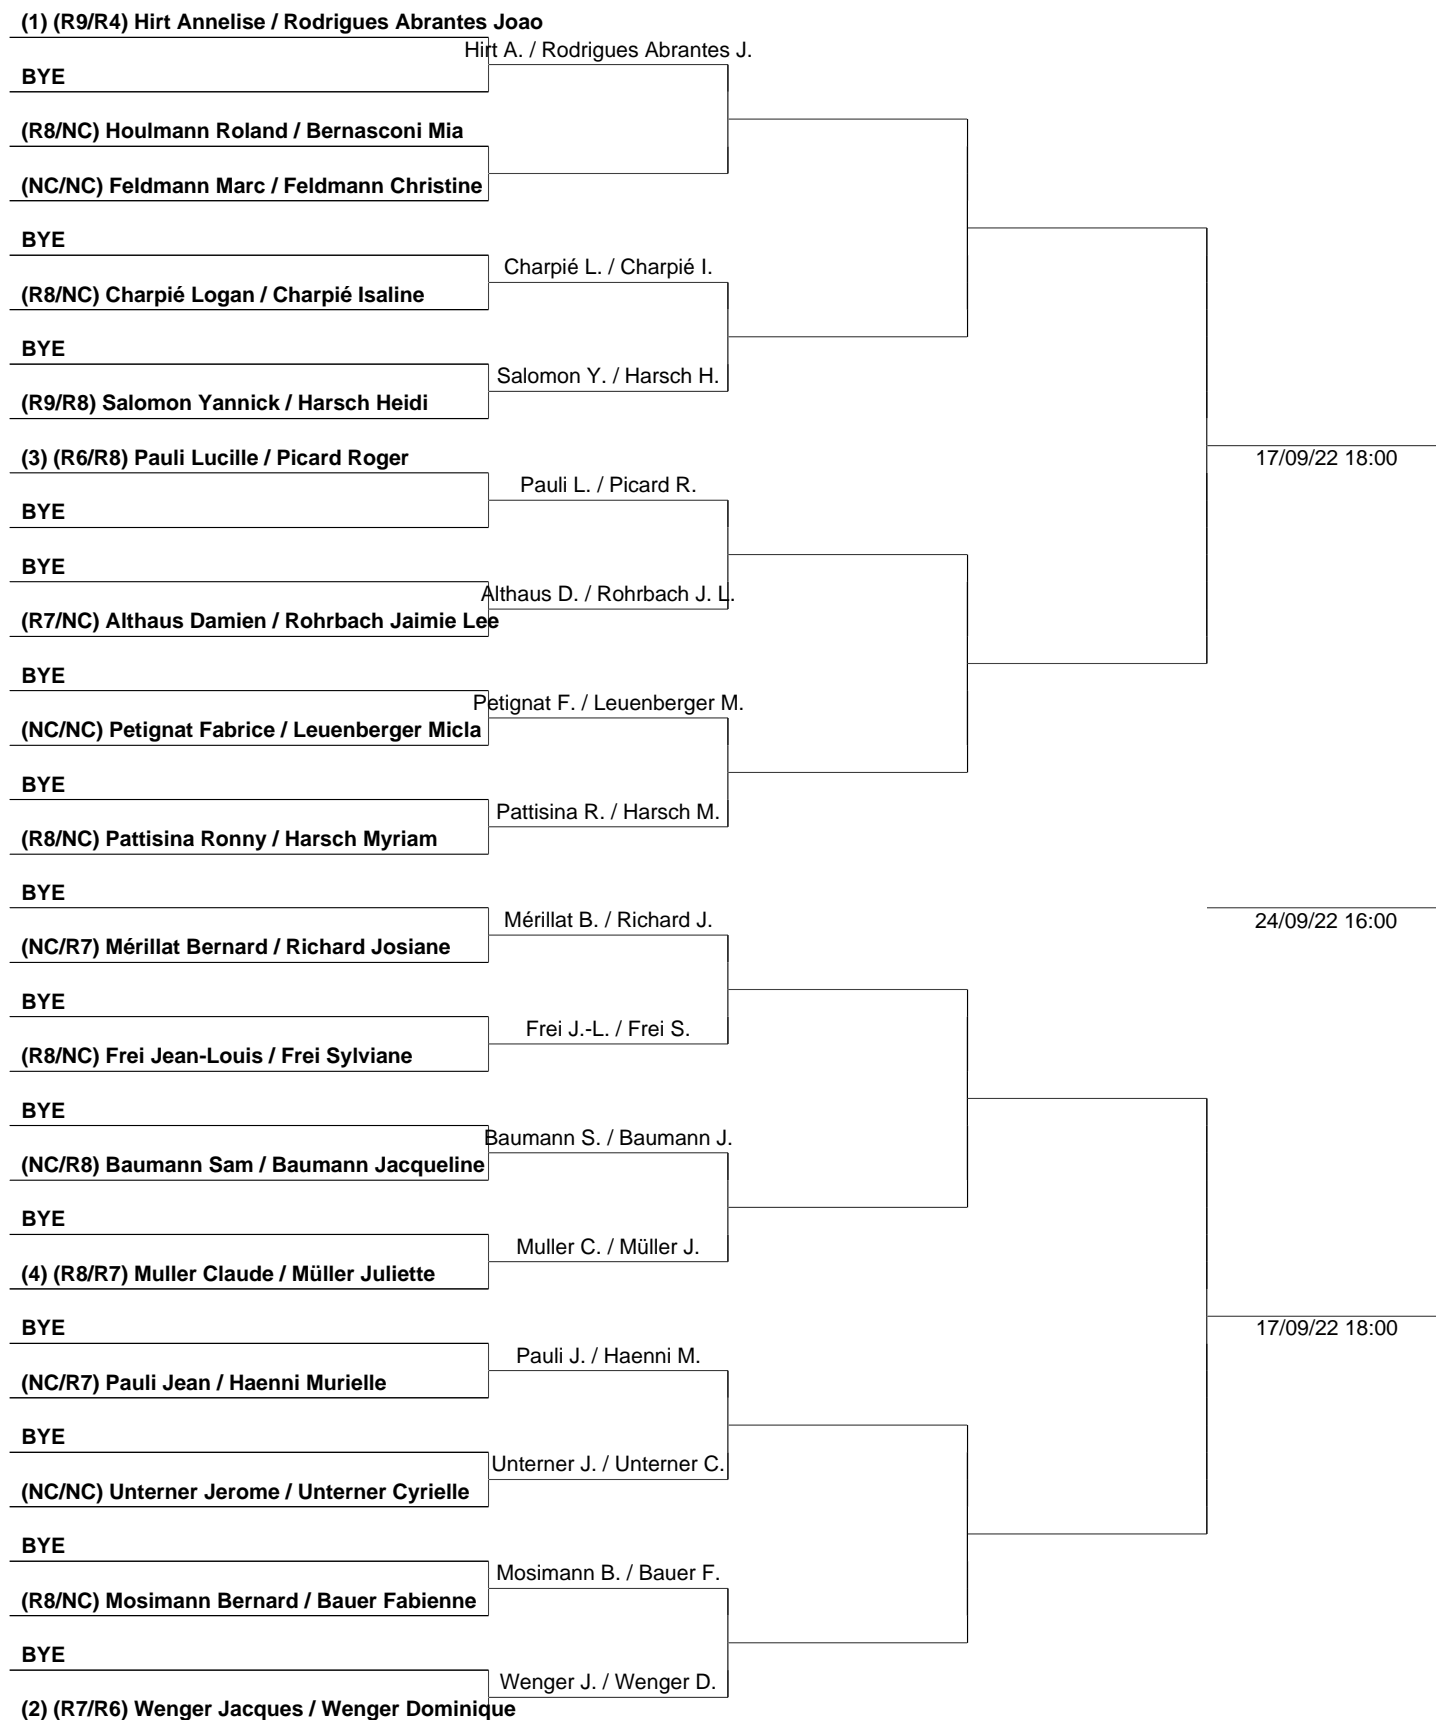 (1) (R9/R4) Hirt Annelise / Rodrigues Abrantes Joao
Hirt A. / Rodrigues Abrantes J.
BYE
(R8/NC) Houlmann Roland / Bernasconi Mia
(NC/NC) Feldmann Marc / Feldmann Christine
BYE
Charpié L. / Charpié I.
(R8/NC) Charpié Logan / Charpié Isaline
BYE
Salomon Y. / Harsch H.
(R9/R8) Salomon Yannick / Harsch Heidi
(3) (R6/R8) Pauli Lucille / Picard Roger
17/09/22 18:00
Pauli L. / Picard R.
BYE
BYE
Althaus D. / Rohrbach J. L.
(R7/NC) Althaus Damien / Rohrbach Jaimie Lee
BYE
Petignat F. / Leuenberger M.
(NC/NC) Petignat Fabrice / Leuenberger Micla
BYE
Pattisina R. / Harsch M.
(R8/NC) Pattisina Ronny / Harsch Myriam
BYE
Mérillat B. / Richard J.
24/09/22 16:00
(NC/R7) Mérillat Bernard / Richard Josiane
BYE
Frei J.-L. / Frei S.
(R8/NC) Frei Jean-Louis / Frei Sylviane
BYE
Baumann S. / Baumann J.
(NC/R8) Baumann Sam / Baumann Jacqueline
BYE
Muller C. / Müller J.
(4) (R8/R7) Muller Claude / Müller Juliette
BYE
17/09/22 18:00
Pauli J. / Haenni M.
(NC/R7) Pauli Jean / Haenni Murielle
BYE
Unterner J. / Unterner C.
(NC/NC) Unterner Jerome / Unterner Cyrielle
BYE
Mosimann B. / Bauer F.
(R8/NC) Mosimann Bernard / Bauer Fabienne
BYE
Wenger J. / Wenger D.
(2) (R7/R6) Wenger Jacques / Wenger Dominique